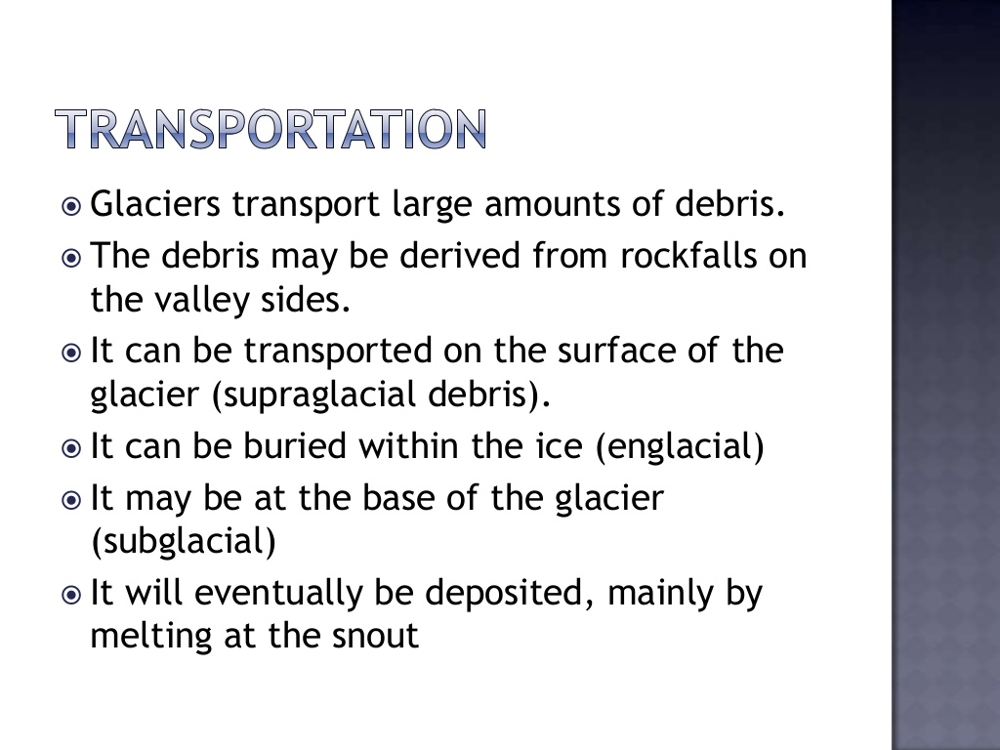 TRANSPORTATION
Glaciers transport large amounts of debris.
The debris may be derived from rockfalls on
the valley sides.
It can be transported on the surface of the
glacier (supraglacial debris).
It can be buried within the ice (englacial)
It may be at the base of the glacier
(subglacial)
It will eventually be deposited, mainly by
melting at the snout